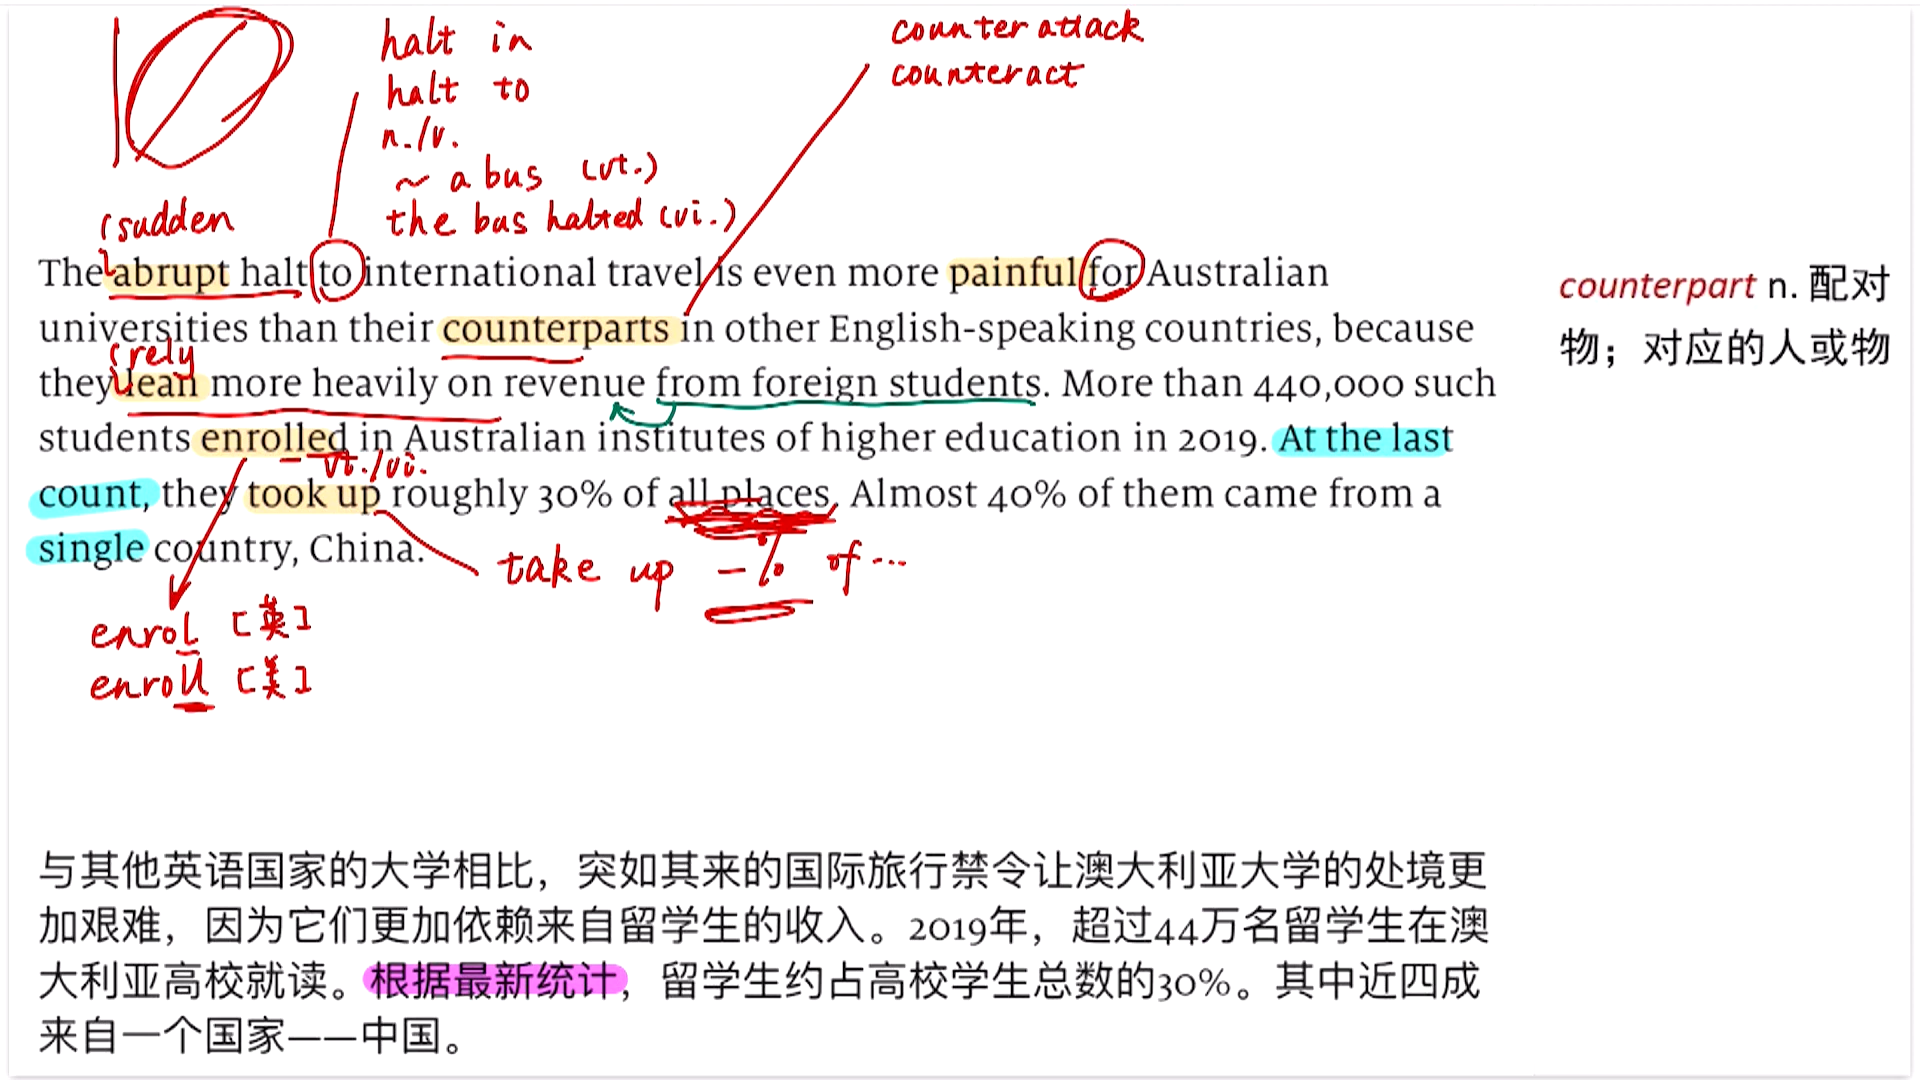 halt in
halt to
n./v.
~ a bus (vt.)
the bus halted (vi.)
counter attack
counteract
sudden
The abrupt halt to international travel is even more painful for Australian
universities than their counterparts in other English-speaking countries, because
rely
they lean more heavily on revenue from foreign students. More than 440,000 such
students enrolled in Australian institutes of higher education in 2019. At the last
vt./vi.
count, they took up roughly 30% of all places. Almost 40% of them came from a
single country, China.
take up -% of ...
enrol [英]
enroll [美]
counterpart n. 配对
物；对应的人或物
与其他英语国家的大学相比，突如其来的国际旅行禁令让澳大利亚大学的处境更
加艰难，因为它们更加依赖来自留学生的收入。2019年，超过44万名留学生在澳
大利亚高校就读。根据最新统计，留学生约占高校学生总数的30%。其中近四成
来自一个国家——中国。